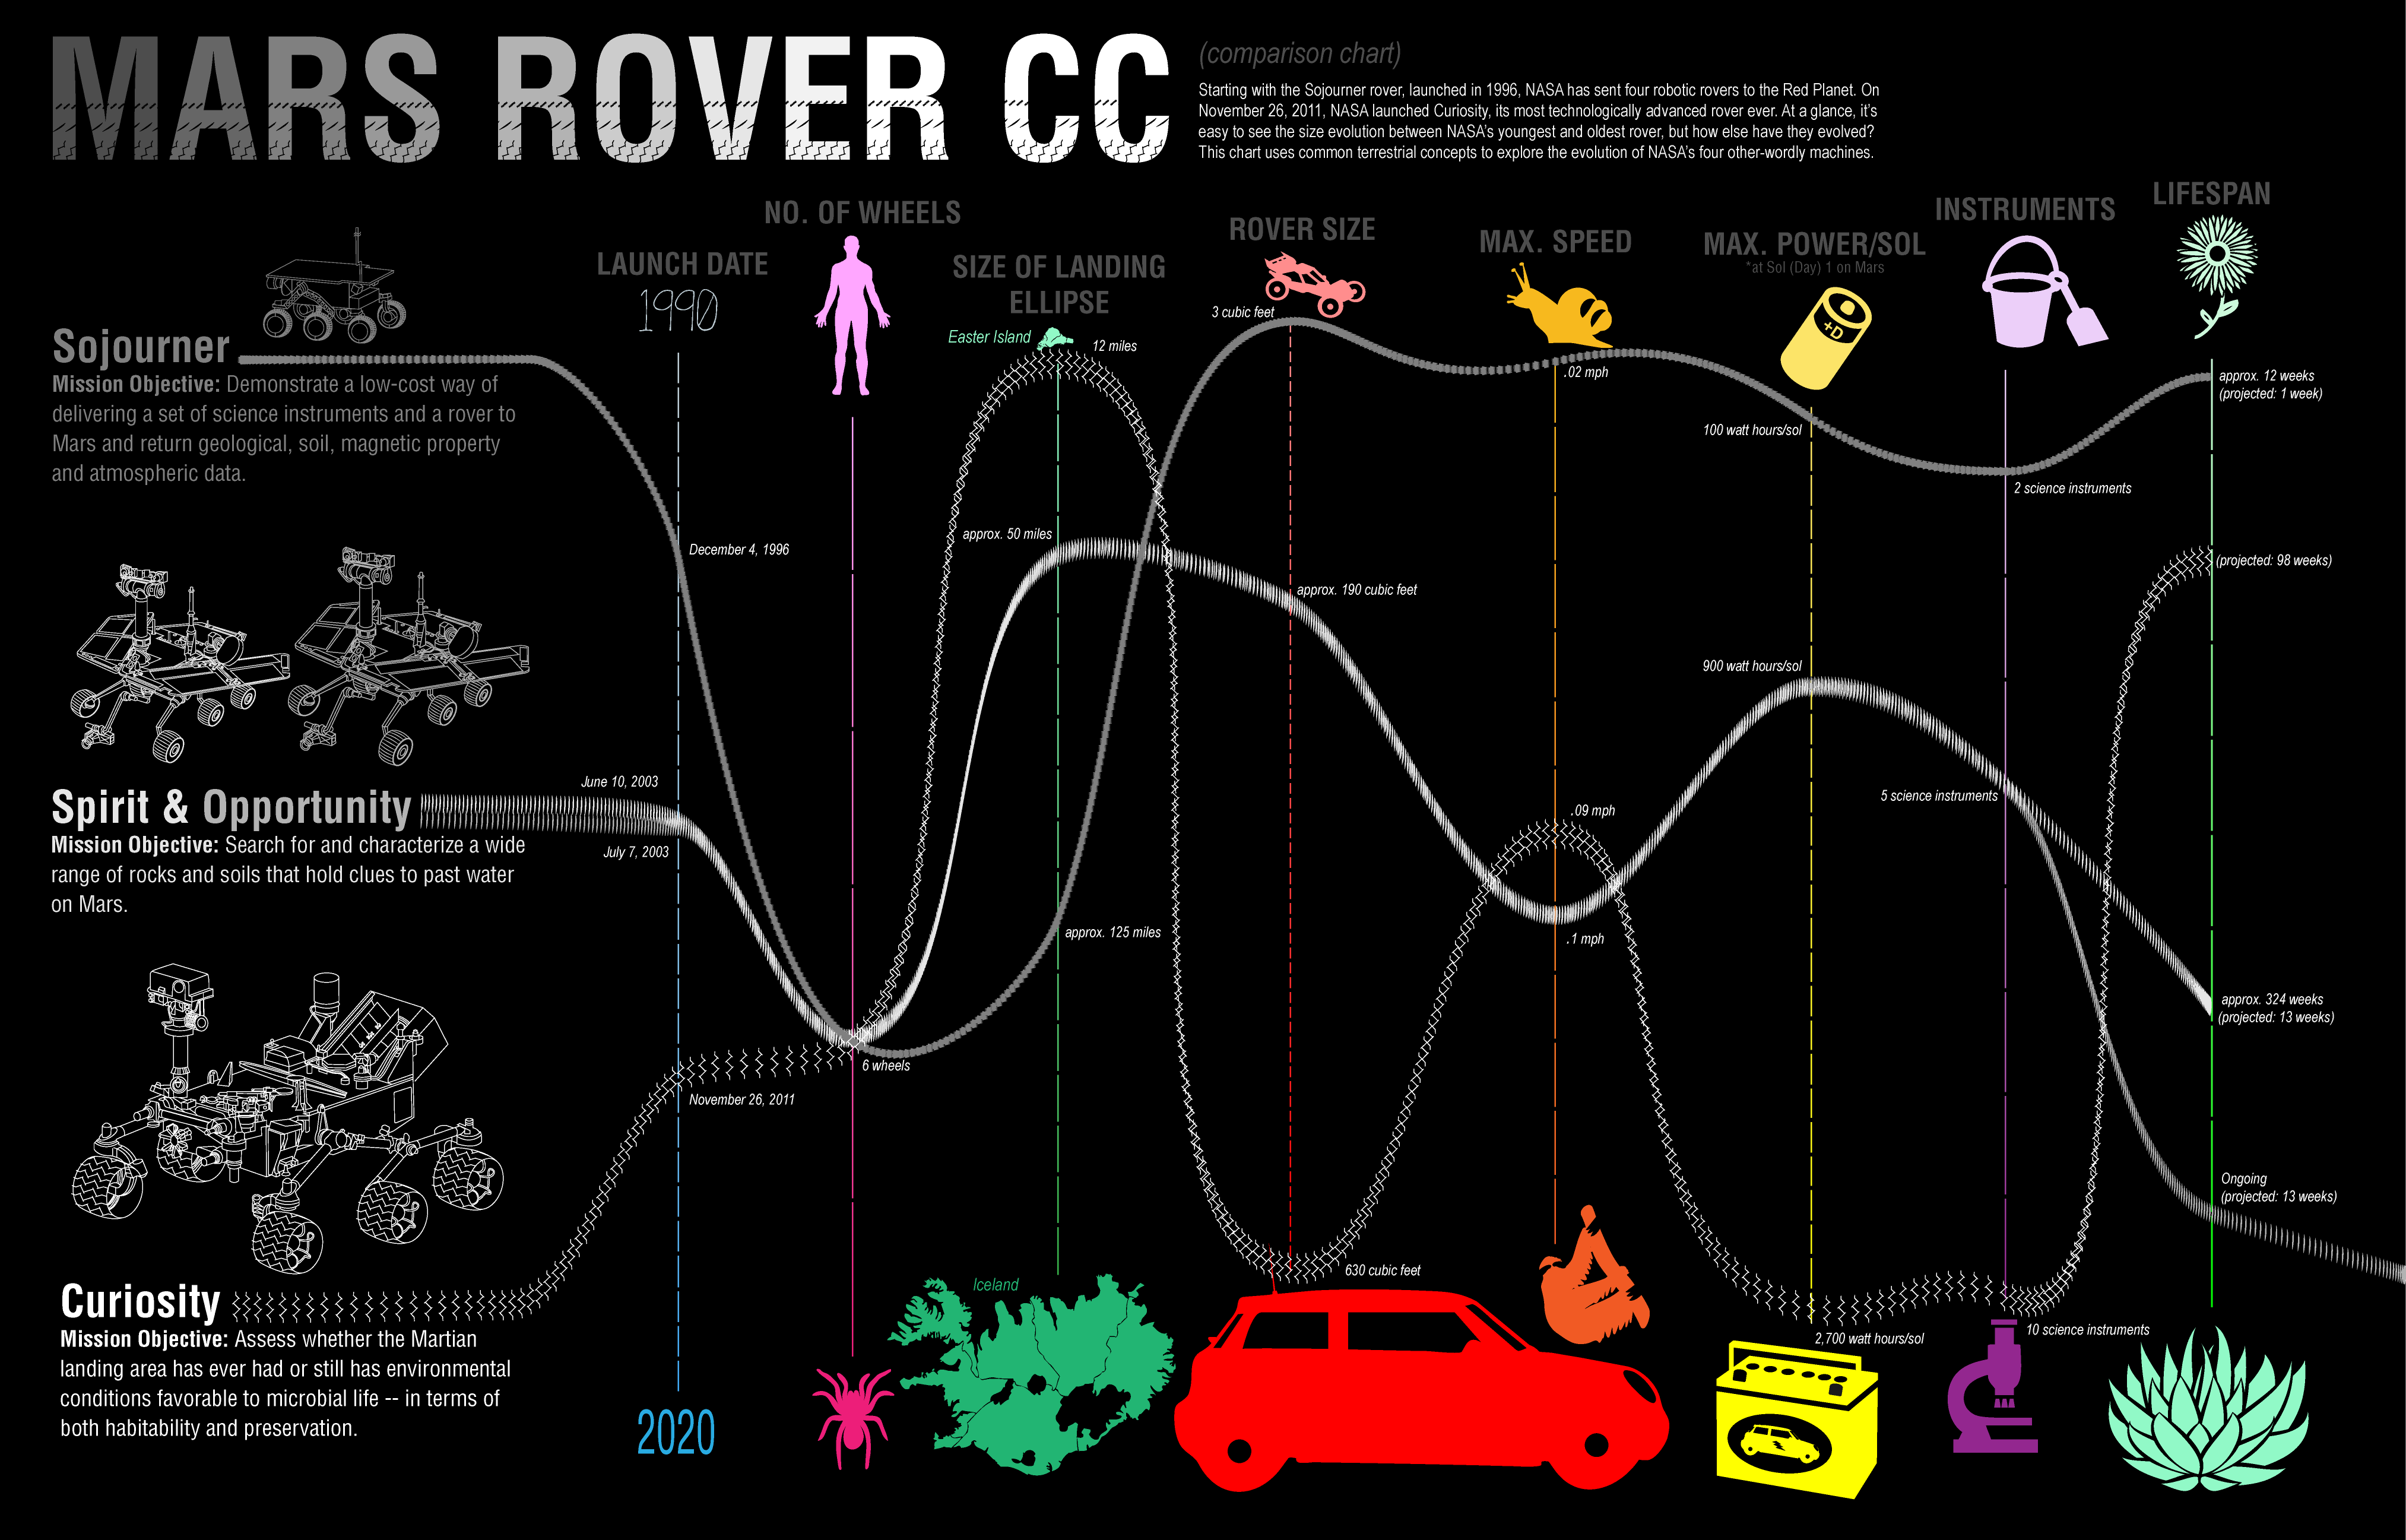 MARS ROVER CC
(comparison chart)
Starting with the Sojourner rover, launched in 1996, NASA has sent four robotic rovers to the Red Planet. On
November 26, 2011, NASA launched Curiosity, its most technologically advanced rover ever. At a glance, it's
easy to see the size evolution between NASA's youngest and oldest rover, but how else have they evolved?
This chart uses common terrestrial concepts to explore the evolution of NASA's four other-wordly machines.
LAUNCH DATE
1990
NO. OF WHEELS
SIZE OF LANDING
ELLIPSE
ROVER SIZE
MAX. SPEED
MAX. POWER/SOL
*at Sol (Day) 1 on Mars
INSTRUMENTS
LIFESPAN
+D
Sojourner
Mission Objective: Demonstrate a low-cost way of
delivering a set of science instruments and a rover to
Mars and return geological, soil, magnetic property
and atmospheric data.
Easter Island
12 miles
3 cubic feet
.02 mph
100 watt hours/sol
2 science instruments
approx. 12 weeks
(projected: 1 week)
December 4, 1996
approx. 50 miles
approx. 190 cubic feet
(projected: 98 weeks)
900 watt hours/sol
June 10, 2003
July 7, 2003
Spirit & Opportunity
Mission Objective: Search for and characterize a wide
range of rocks and soils that hold clues to past water
on Mars.
.09 mph
5 science instruments
approx. 125 miles
.1 mph
approx. 324 weeks
(projected: 13 weeks)
6 wheels
November 26, 2011
Ongoing
(projected: 13 weeks)
Curiosity
Mission Objective: Assess whether the Martian
landing area has ever had or still has environmental
conditions favorable to microbial life -- in terms of
both habitability and preservation.
Iceland
630 cubic feet
2,700 watt hours/sol
10 science instruments
2020